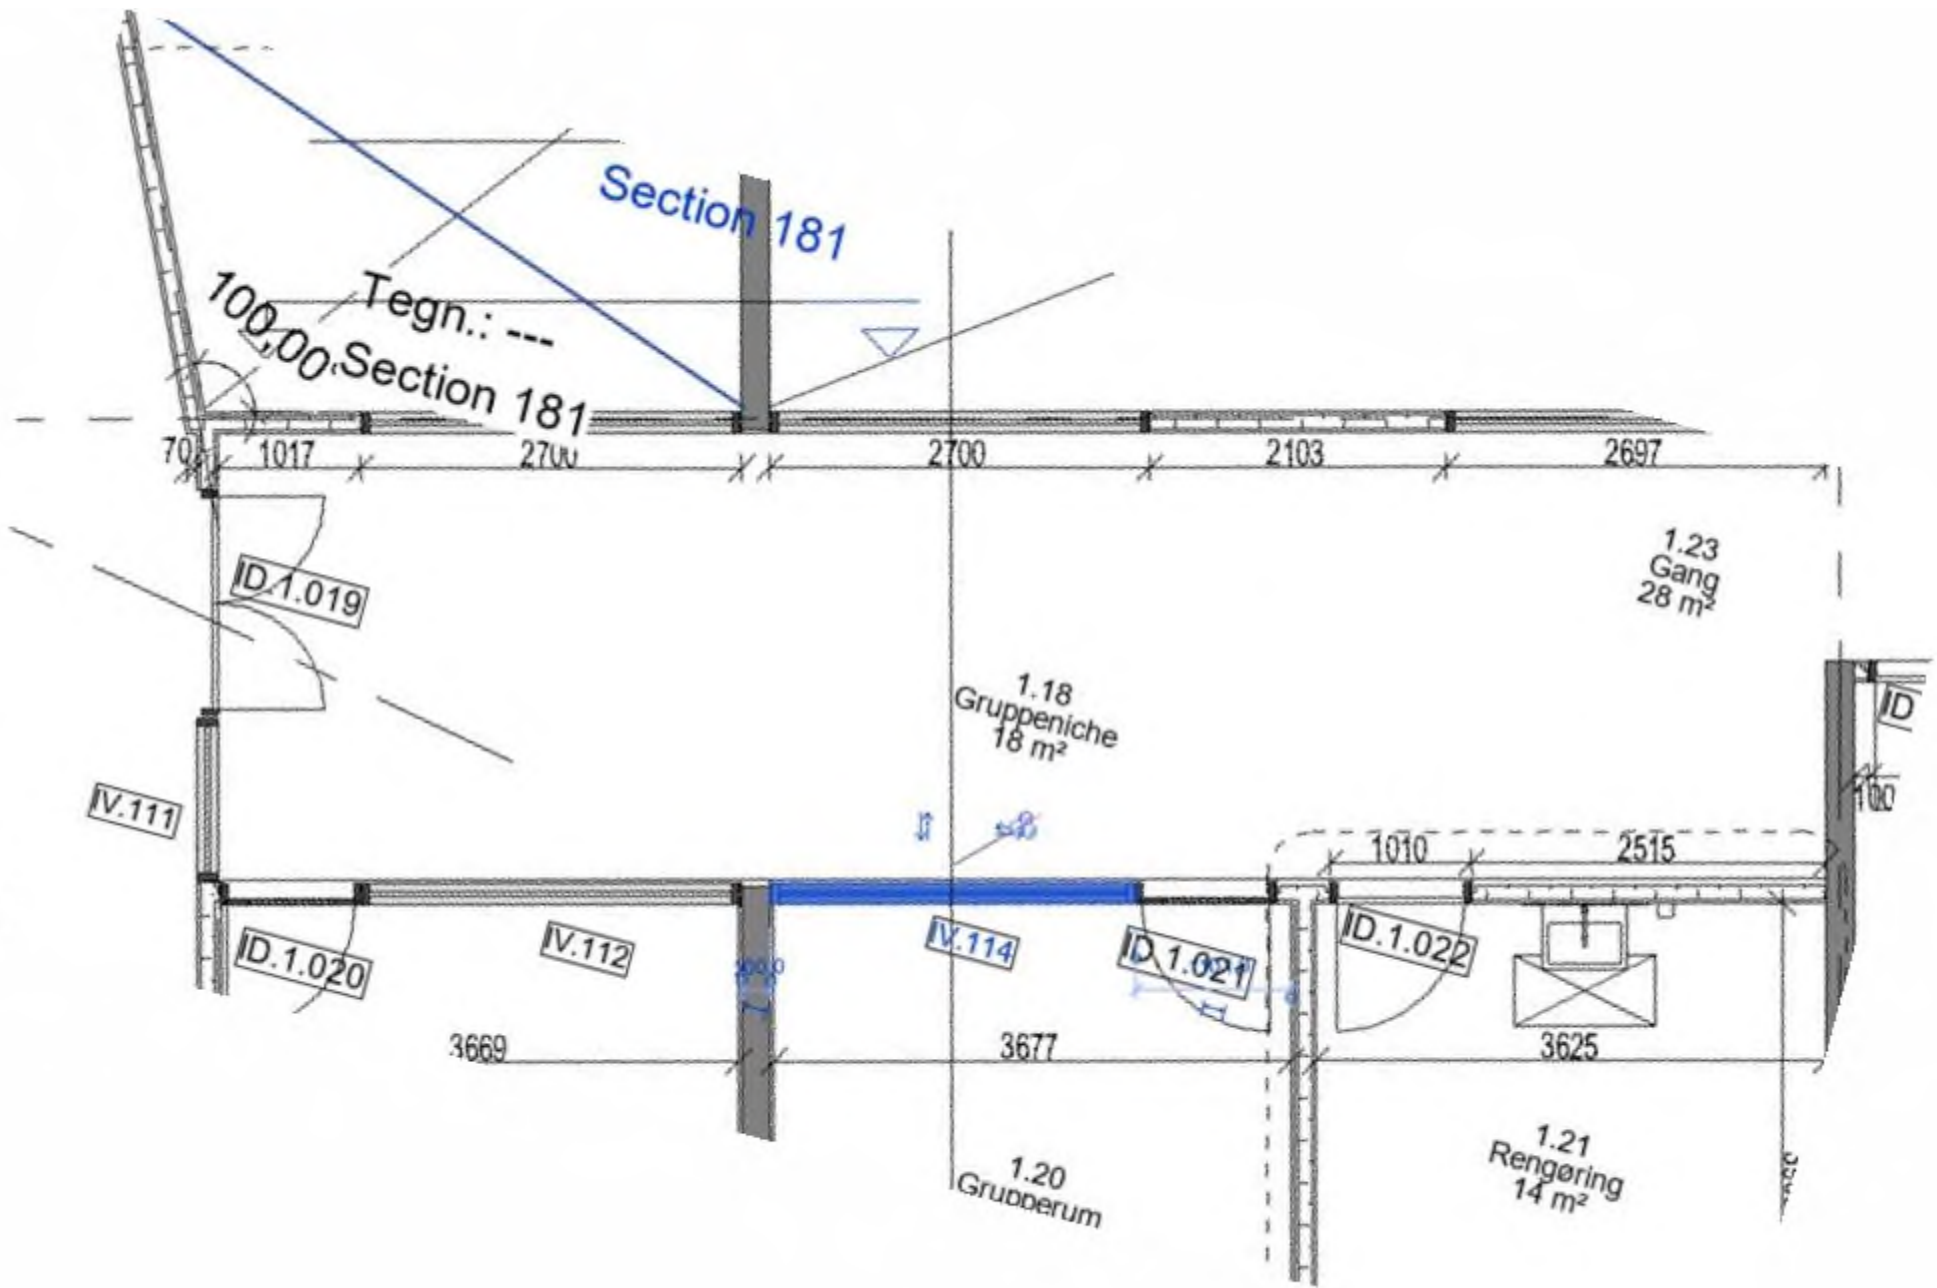 Section 181
Tegn.: ---
100,00
Section 181
70
1017
2700
2700
2103
2697
ID.1.019
1.23
Gang
28 m²
1.18
Gruppeniche
18 m²
ID
IV.111
100
1010
2515
ID.1.020
IV.112
IV.114
ID.1.021
ID.1.022
3669
3677
3625
1.20
Grupperum
1.21
Rengøring
14 m²